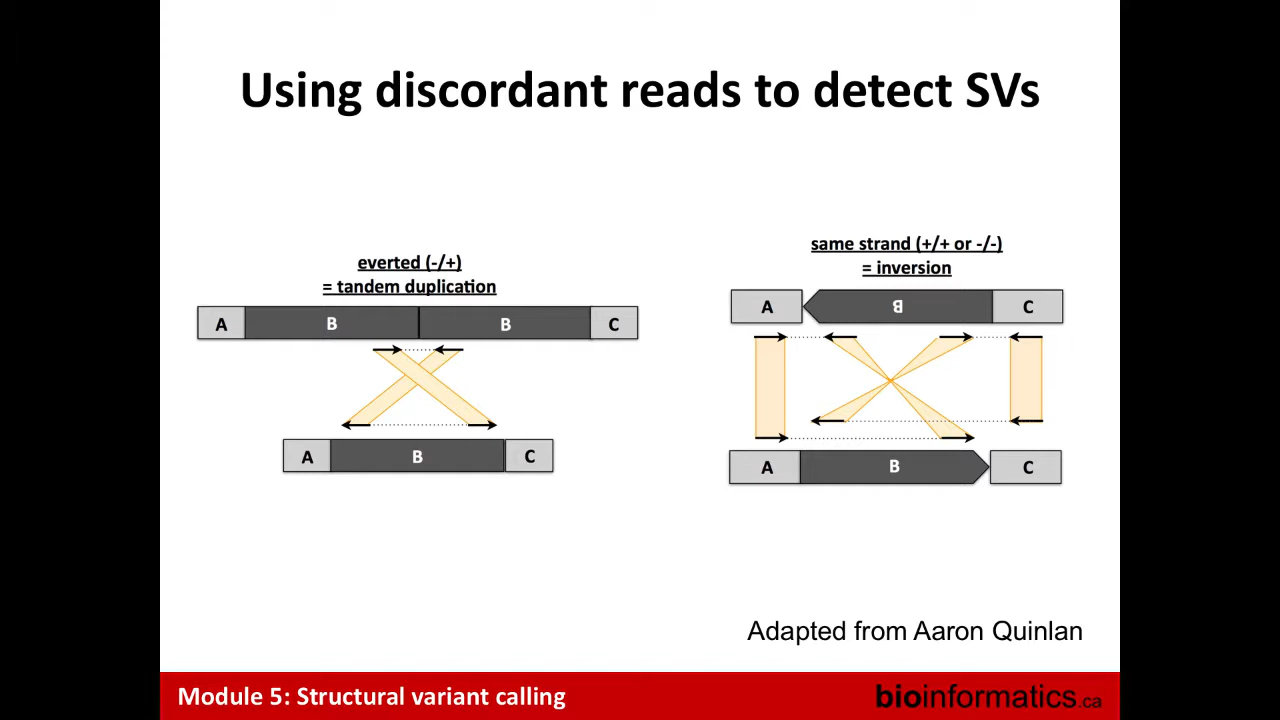 Using discordant reads to detect SVs
everted (-/+)
= tandem duplication
A B B C
A B C
same strand (+/+ or -/-)
= inversion
A B C
A B C
Adapted from Aaron Quinlan
Module 5: Structural variant calling
bioinformatics.ca